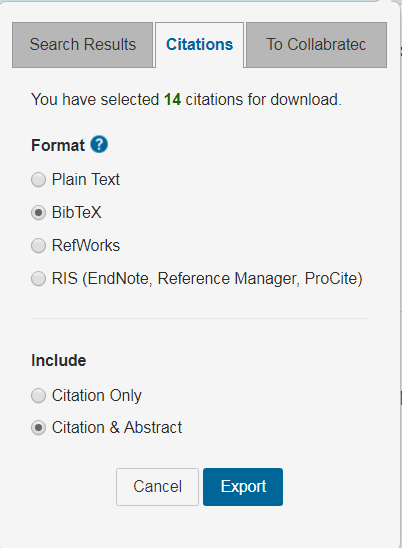 Search Results Citations To Collabratec
You have selected 14 citations for download.
Format ?
Plain Text
BibTeX
RefWorks
RIS (EndNote, Reference Manager, ProCite)
Include
Citation Only
Citation & Abstract
Cancel Export